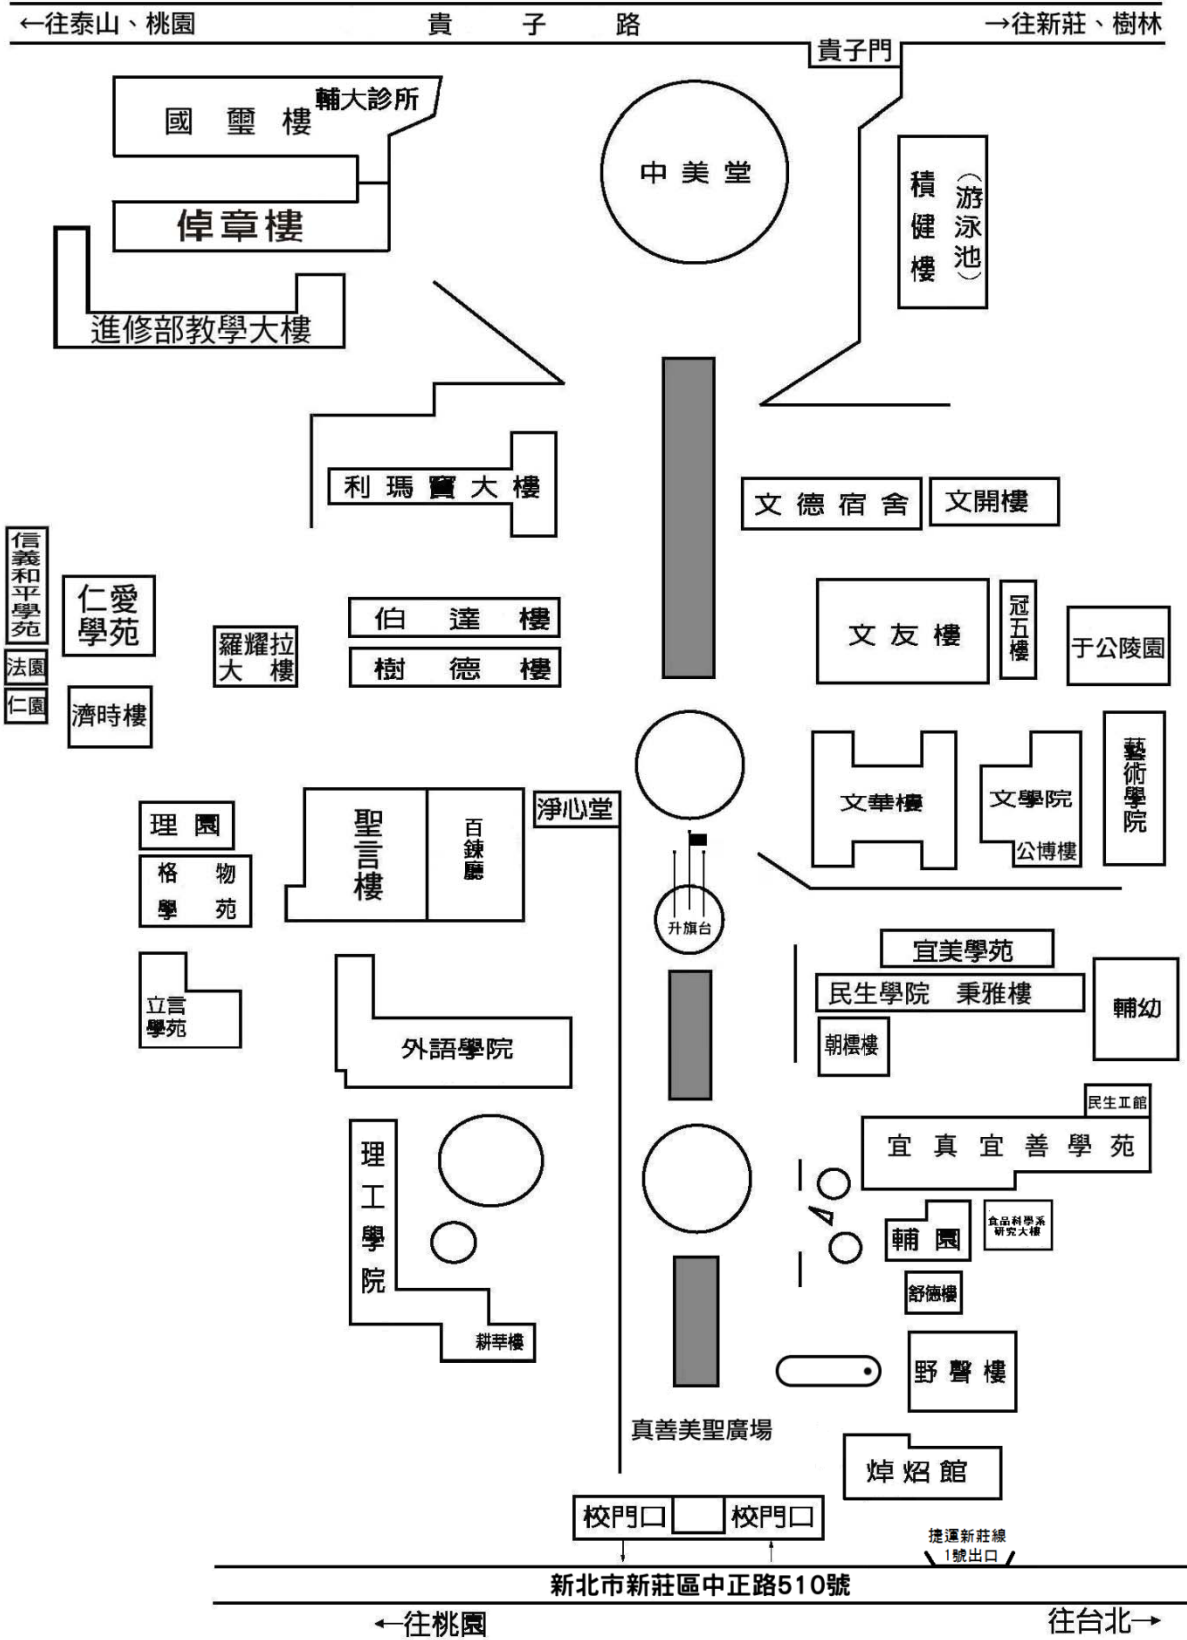 ←往泰山、桃園
貴子路
→往新莊、樹林
貴子門
國璽樓
輔大診所
中美堂
積健樓
(游泳池)
倬章樓
進修部教學大樓
利瑪竇大樓
文德宿舍
文開樓
信義和平學苑
仁愛
學苑
伯達樓
文友樓
冠五樓
于公陵園
羅耀拉
大樓
樹德樓
法園
仁園
濟時樓
藝術學院
文華樓
文學院
公博樓
理園
聖言樓
百鍊廳
淨心堂
格物
學苑
升旗台
宜美學苑
民生學院 秉雅樓
輔幼
立言
學苑
外語學院
朝橒樓
民生工館
宜真宜善學苑
理工學院
輔園
食品科學系
研究大樓
舒德樓
耕莘樓
野聲樓
真善美聖廣場
焯炤館
校門口
校門口
捷運新莊線
1號出口
新北市新莊區中正路510號
←往桃園
往台北→